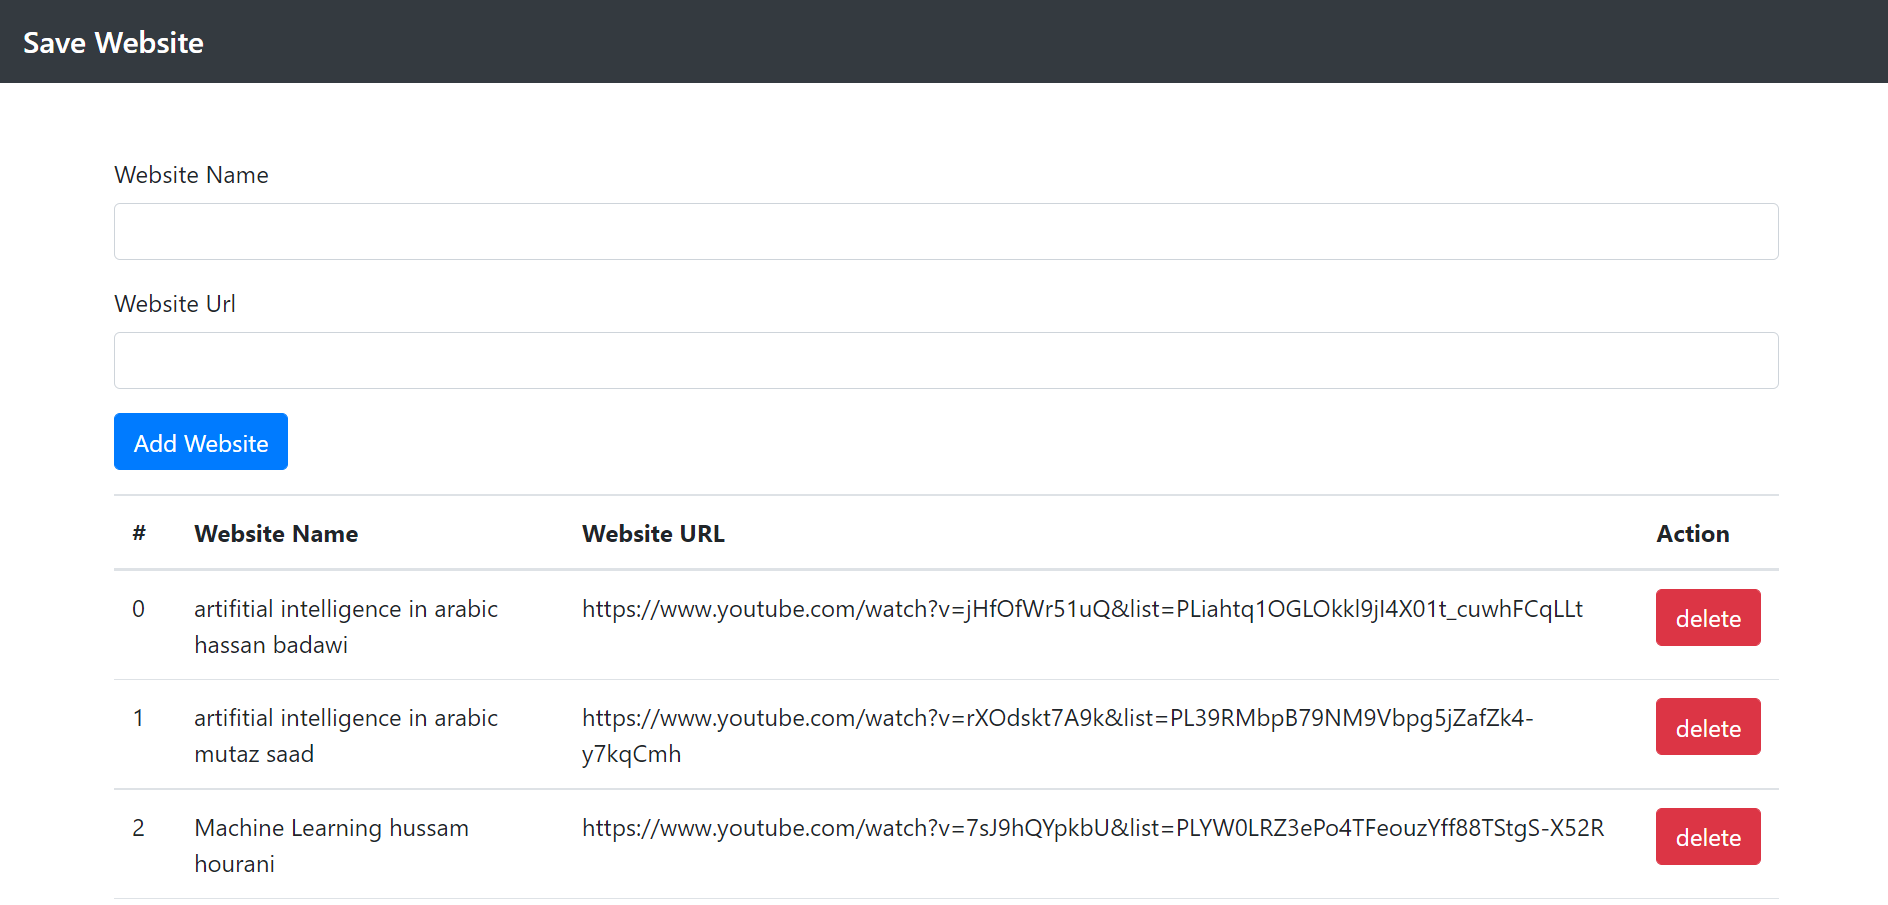 Save Website
Website Name
Website Url
Add Website
# Website Name Website URL Action
0 artifitial intelligence in arabic https://www.youtube.com/watch?v=jHfOfWr51uQ&list=PLiahtq1OGLOkkl9jI4X01t_cuwhFCqLLt delete
hassan badawi
1 artifitial intelligence in arabic https://www.youtube.com/watch?v=rXOdskt7A9k&list=PL39RMbpB79NM9Vbpg5jZafZk4- delete
mutaz saad y7kqCmh
2 Machine Learning hussam https://www.youtube.com/watch?v=7sJ9hQYpkbU&list=PLYW0LRZ3ePo4TFeouzYff88TStgS-X52R delete
hourani